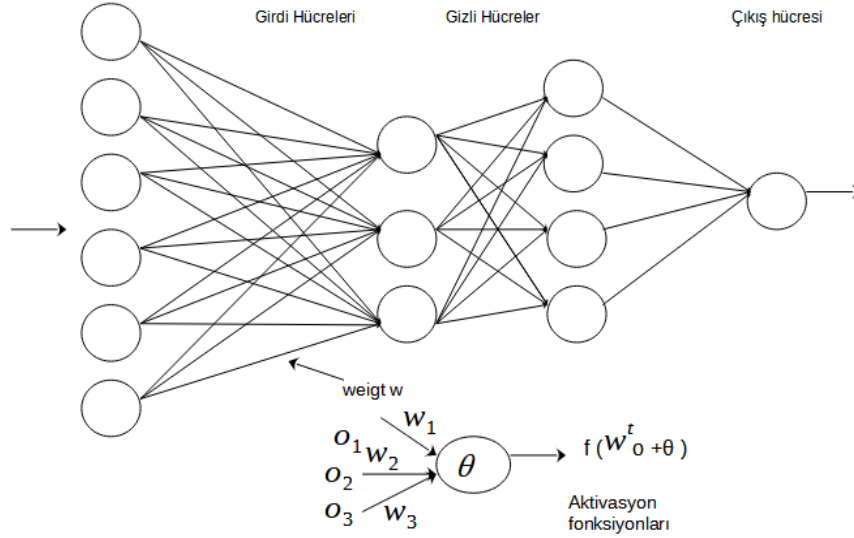 Girdi Hücreleri
Gizli Hücreler
Çıkış hücresi
weigt w
w₁
o₁
w₂
o₂
o₃
w₃
θ
f (wᵗo +θ )
Aktivasyon
fonksiyonları